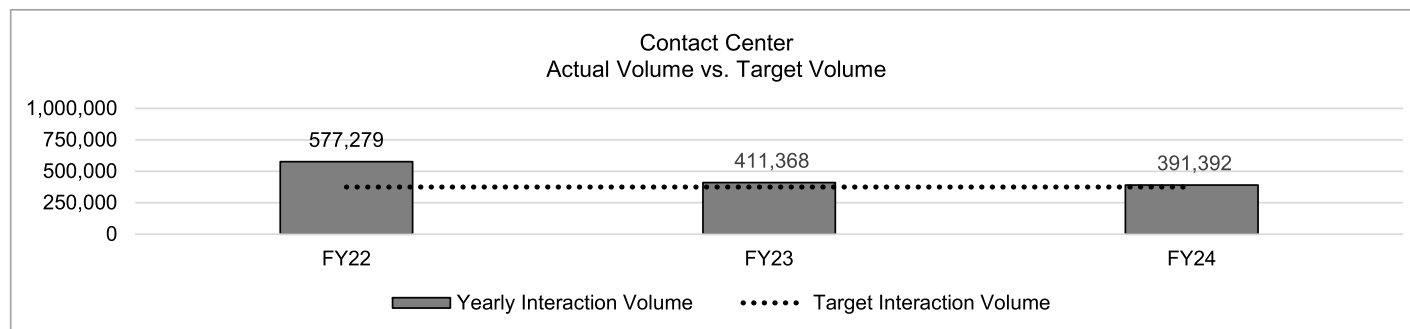 Contact Center
Actual Volume vs. Target Volume
1,000,000
750,000
500,000
250,000
0
577,279
411,368
391,392
FY22
FY23
FY24
Yearly Interaction Volume
Target Interaction Volume